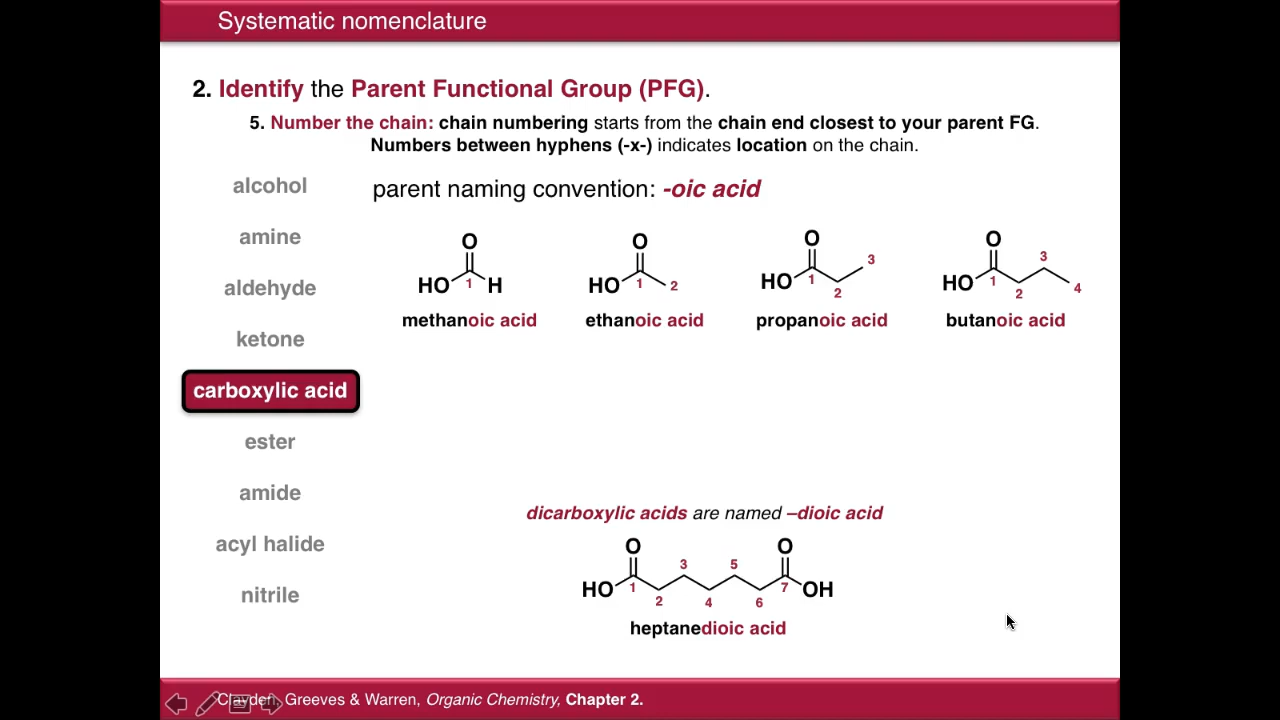 Systematic nomenclature
2. Identify the Parent Functional Group (PFG).
5. Number the chain: chain numbering starts from the chain end closest to your parent FG.
Numbers between hyphens (-x-) indicates location on the chain.
alcohol
amine
aldehyde
ketone
carboxylic acid
ester
amide
acyl halide
nitrile
parent naming convention: -oic acid
O
HO 1 H
methanoic acid
O
HO 1 2
ethanoic acid
O
HO 1 2 3
propanoic acid
O
HO 1 2 3 4
butanoic acid
dicarboxylic acids are named –dioic acid
O O
HO 1 2 3 4 5 6 7 OH
heptanedioic acid
Clayden, Greeves & Warren, Organic Chemistry, Chapter 2.